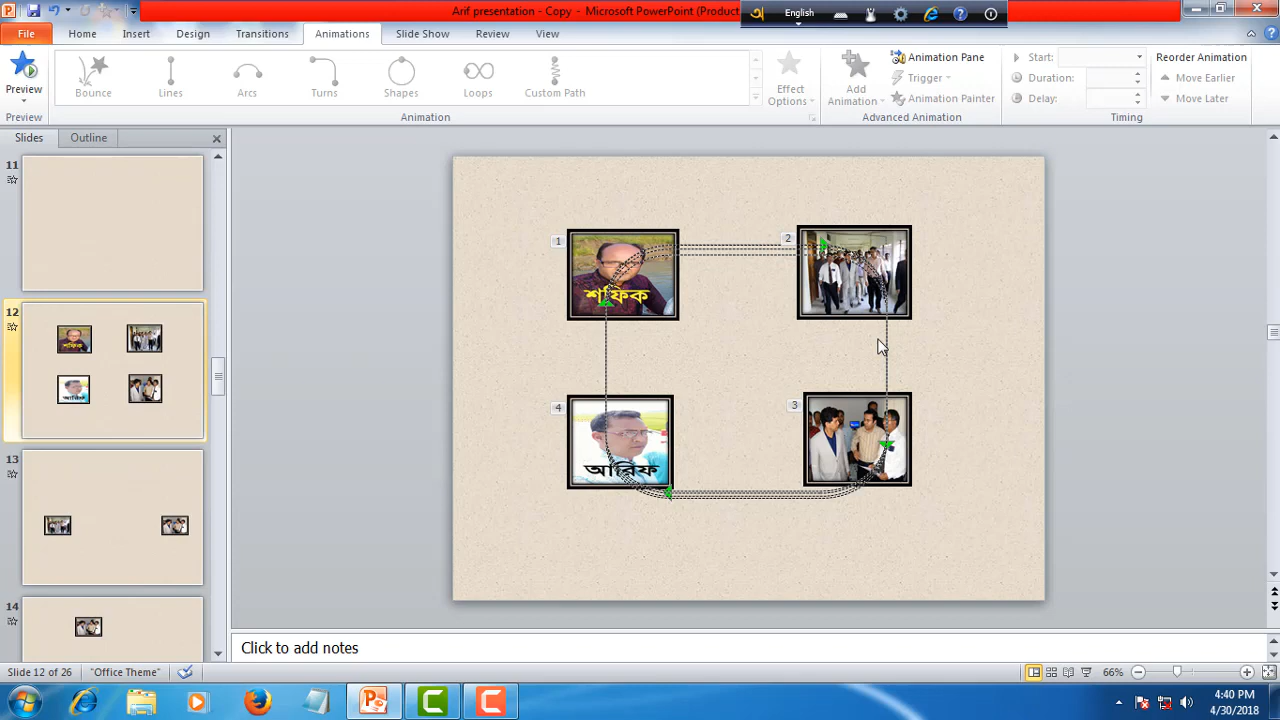 Arif presentation - Copy - Microsoft PowerPoint (Product
English
File Home Insert Design Transitions Animations Slide Show Review View
Preview Bounce Lines Arcs Turns Shapes Loops Custom Path Effect Options Add Animation
Animation Pane
Trigger
Animation Painter
Start:
Duration:
Delay:
Reorder Animation
Move Earlier
Move Later
Preview Animation Advanced Animation Timing
Slides Outline
11
12
13
14
1
শফিক
2
3
4
আরিফ
Click to add notes
Slide 12 of 26 "Office Theme" 66%
4:40 PM
4/30/2018